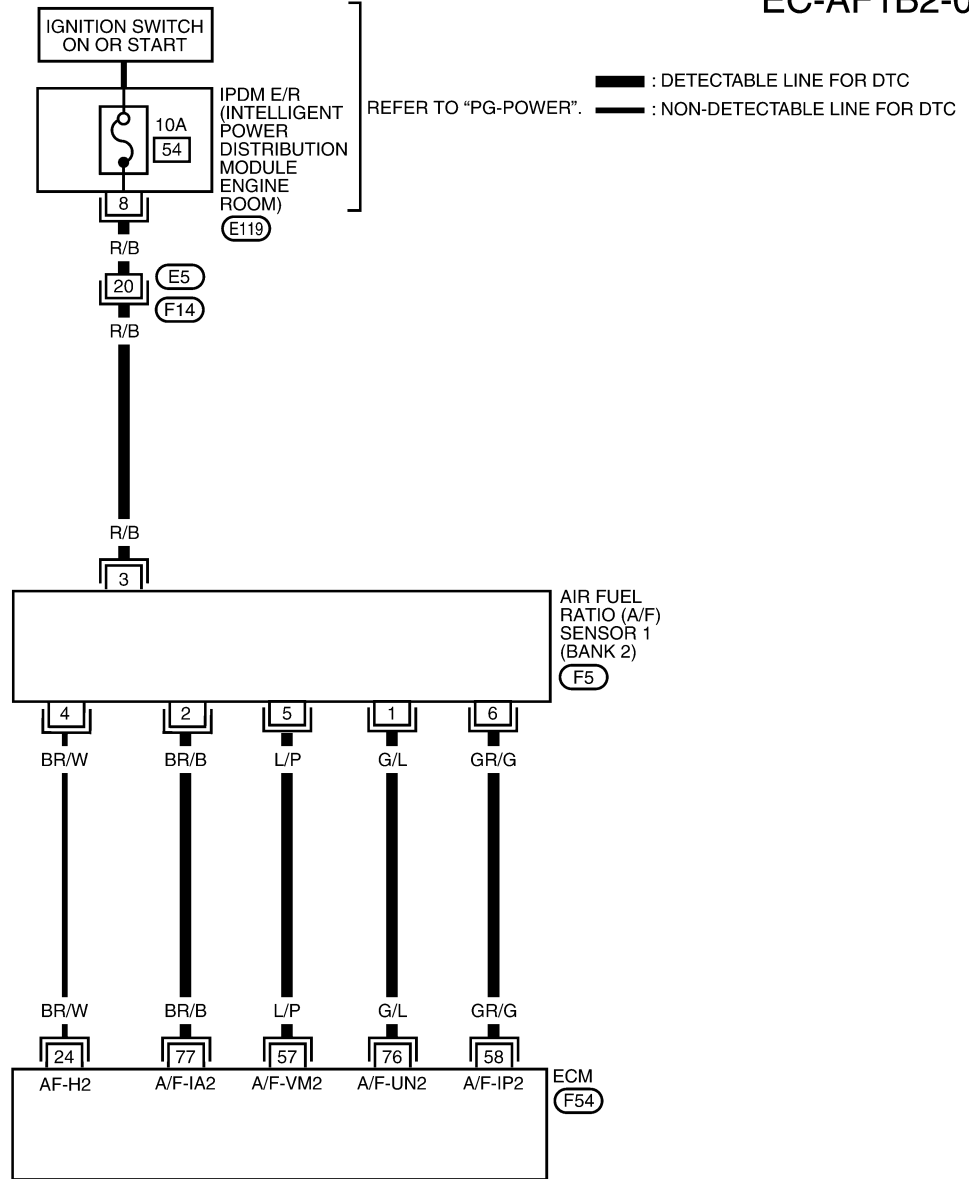 EC-AF1B2-0
IGNITION SWITCH
ON OR START
IPDM E/R
(INTELLIGENT
POWER
DISTRIBUTION
MODULE
ENGINE
ROOM)
E119
REFER TO “PG-POWER”.
: DETECTABLE LINE FOR DTC
: NON-DETECTABLE LINE FOR DTC
10A
54
8
R/B
20
E5
F14
R/B
R/B
3
AIR FUEL
RATIO (A/F)
SENSOR 1
(BANK 2)
F5
4 2 5 1 6
BR/W BR/B L/P G/L GR/G
BR/W BR/B L/P G/L GR/G
24 77 57 76 58
AF-H2 A/F-IA2 A/F-VM2 A/F-UN2 A/F-IP2
ECM
F54